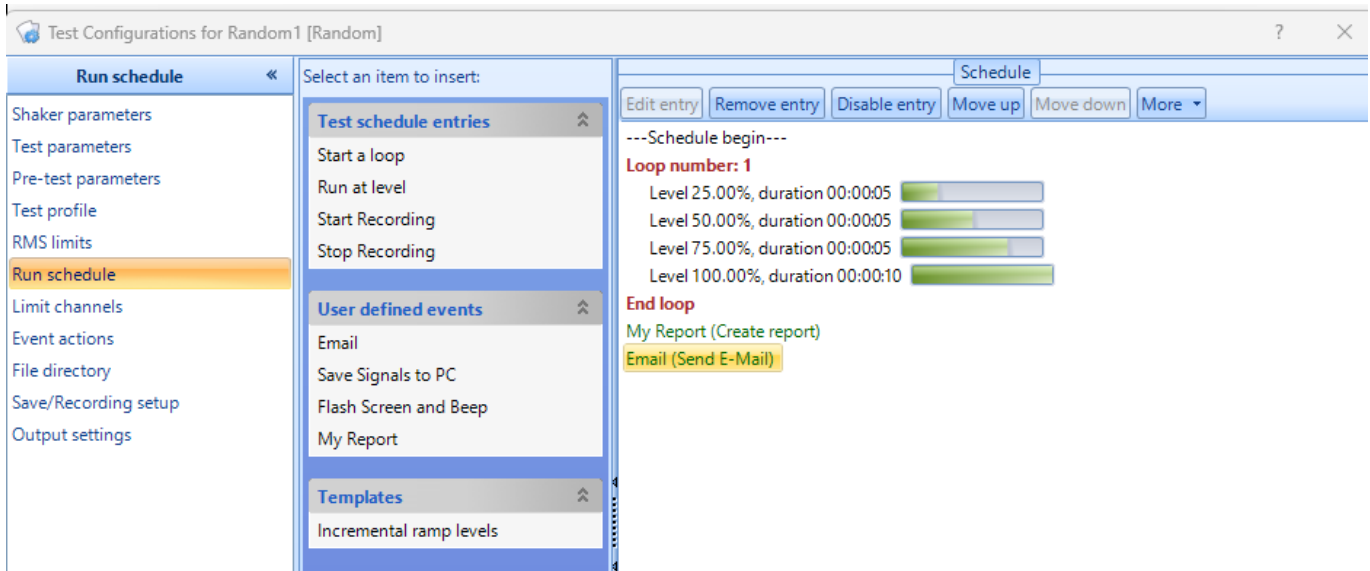 Test Configurations for Random1 [Random]
?
Run schedule «
Shaker parameters
Test parameters
Pre-test parameters
Test profile
RMS limits
Run schedule
Limit channels
Event actions
File directory
Save/Recording setup
Output settings
Select an item to insert:
Test schedule entries
Start a loop
Run at level
Start Recording
Stop Recording
User defined events
Email
Save Signals to PC
Flash Screen and Beep
My Report
Templates
Incremental ramp levels
Schedule
Edit entry Remove entry Disable entry Move up Move down More
---Schedule begin---
Loop number: 1
Level 25.00%, duration 00:00:05
Level 50.00%, duration 00:00:05
Level 75.00%, duration 00:00:05
Level 100.00%, duration 00:00:10
End loop
My Report (Create report)
Email (Send E-Mail)